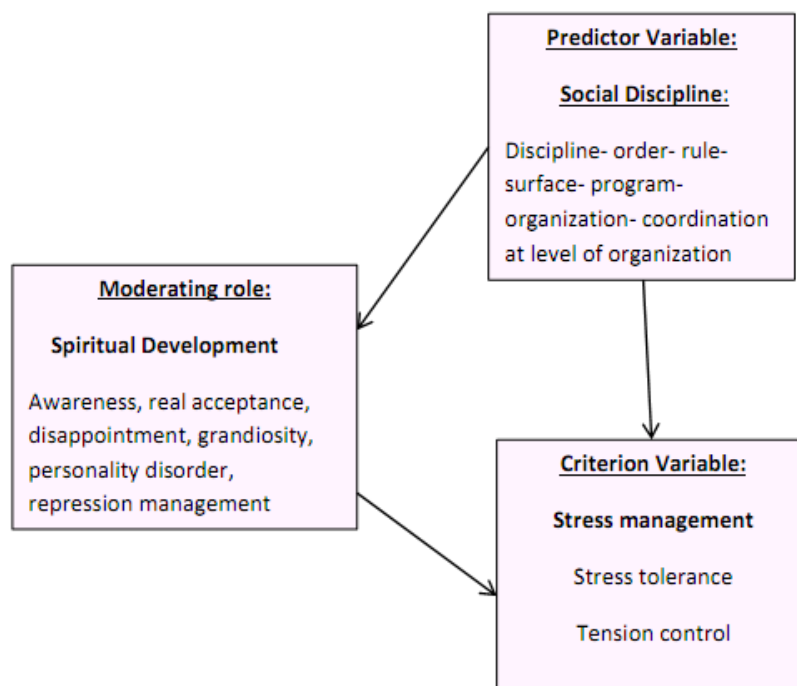 Predictor Variable:
Social Discipline:
Discipline- order- rule-
surface- program-
organization- coordination
at level of organization
Moderating role:
Spiritual Development
Awareness, real acceptance,
disappointment, grandiosity,
personality disorder,
repression management
Criterion Variable:
Stress management
Stress tolerance
Tension control